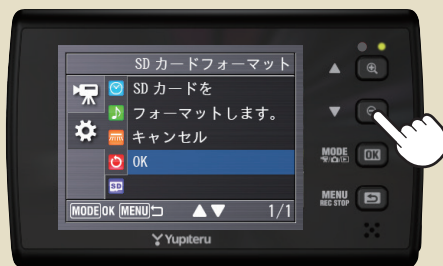 SD カードフォーマット
SD カードを
フォーマットします。
キャンセル
OK
SD
MODE OK MENU 1/1
MODE
OK
MENU
REC STOP
Yupiteru